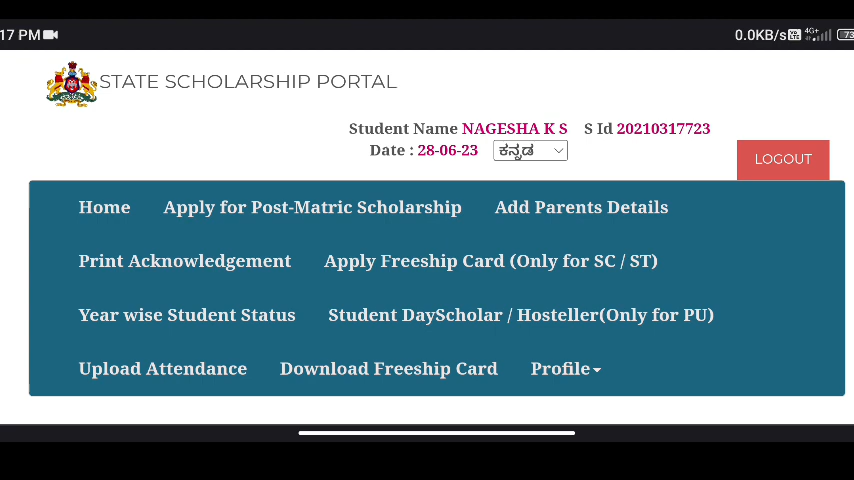 17 PM 0.0KB/s 4G+ 73
STATE SCHOLARSHIP PORTAL
Student Name NAGESHA K S S Id 20210317723
Date : 28-06-23 ಕನ್ನಡ
LOGOUT
Home Apply for Post-Matric Scholarship Add Parents Details
Print Acknowledgement Apply Freeship Card (Only for SC / ST)
Year wise Student Status Student DayScholar / Hosteller(Only for PU)
Upload Attendance Download Freeship Card Profile